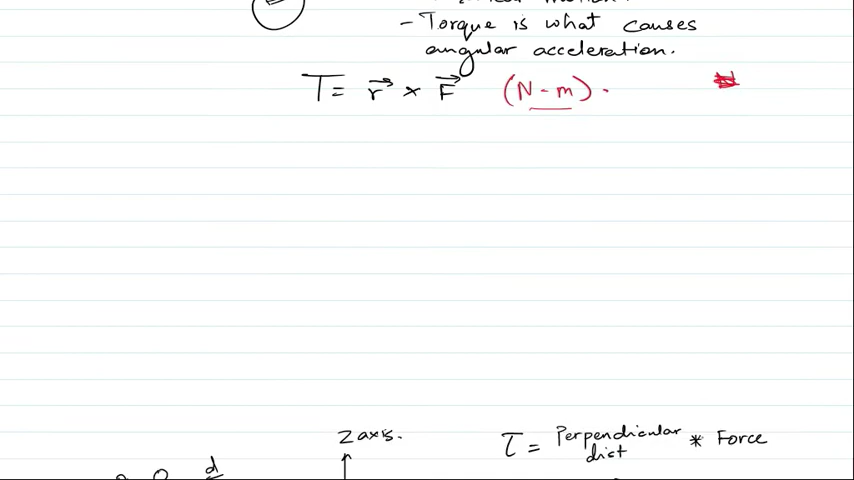 - Torque is what causes
angular acceleration.
T = r⃗ × F⃗ (N-m).
Z axis.
τ = Perpendicular dist * Force
d